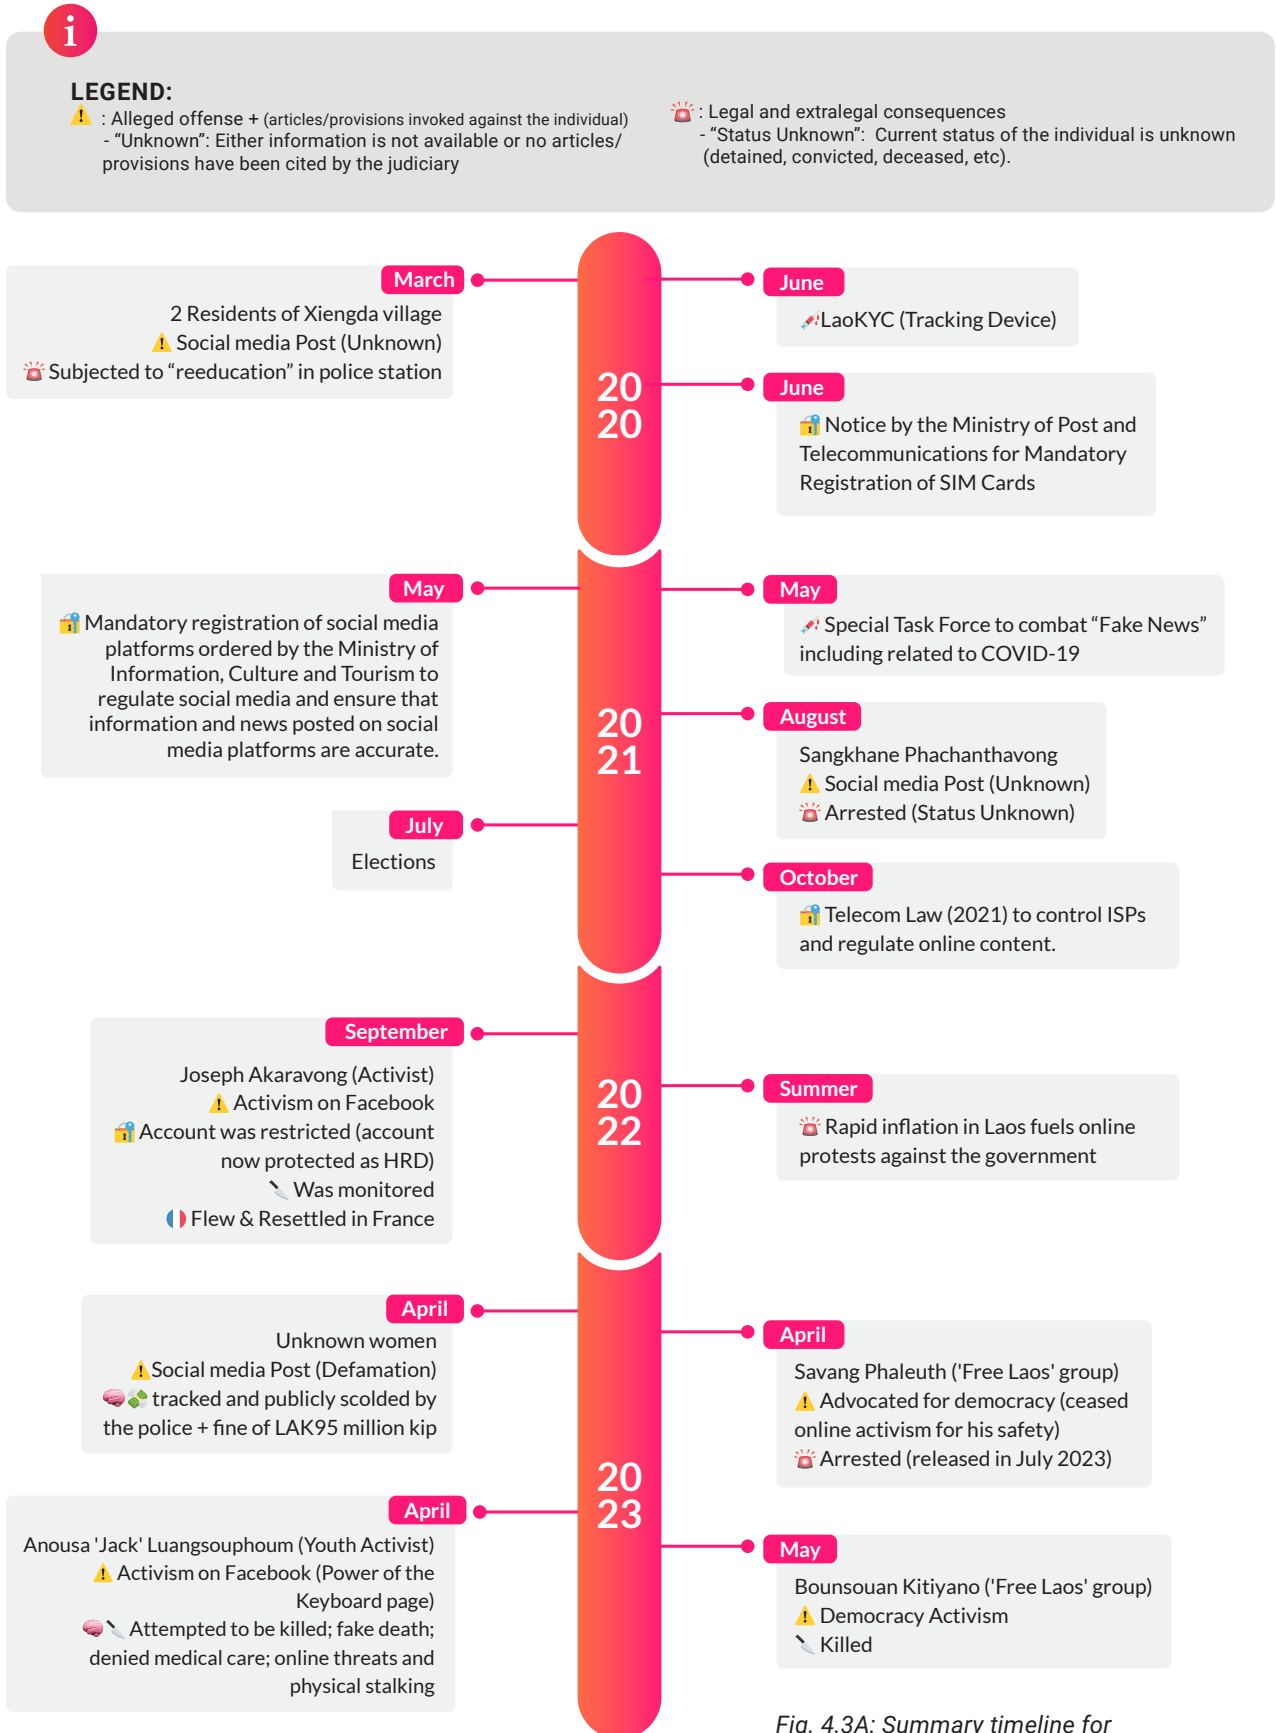 i
LEGEND:
⚠️ : Alleged offense + (articles/provisions invoked against the individual)
- “Unknown”: Either information is not available or no articles/
provisions have been cited by the judiciary
🚨 : Legal and extralegal consequences
- “Status Unknown”: Current status of the individual is unknown
(detained, convicted, deceased, etc).
20
20
March
2 Residents of Xiengda village
⚠️ Social media Post (Unknown)
🚨 Subjected to “reeducation” in police station
June
💉LaoKYC (Tracking Device)
June
🔐 Notice by the Ministry of Post and
Telecommunications for Mandatory
Registration of SIM Cards
20
21
May
🔐 Mandatory registration of social media
platforms ordered by the Ministry of
Information, Culture and Tourism to
regulate social media and ensure that
information and news posted on social
media platforms are accurate.
May
💉 Special Task Force to combat “Fake News”
including related to COVID-19
July
Elections
August
Sangkhane Phachanthavong
⚠️ Social media Post (Unknown)
🚨 Arrested (Status Unknown)
October
🔐 Telecom Law (2021) to control ISPs
and regulate online content.
20
22
September
Joseph Akaravong (Activist)
⚠️ Activism on Facebook
🔐 Account was restricted (account
now protected as HRD)
🔪 Was monitored
🇫🇷 Flew & Resettled in France
Summer
🚨 Rapid inflation in Laos fuels online
protests against the government
20
23
April
Unknown women
⚠️Social media Post (Defamation)
🧠💸 tracked and publicly scolded by
the police + fine of LAK95 million kip
April
Savang Phaleuth ('Free Laos' group)
⚠️ Advocated for democracy (ceased
online activism for his safety)
🚨 Arrested (released in July 2023)
April
Anousa 'Jack' Luangsouphoum (Youth Activist)
⚠️ Activism on Facebook (Power of the
Keyboard page)
🧠🔪 Attempted to be killed; fake death;
denied medical care; online threats and
physical stalking
May
Bounsouan Kitiyano ('Free Laos' group)
⚠️ Democracy Activism
🔪 Killed
Fig. 4.3A: Summary timeline for